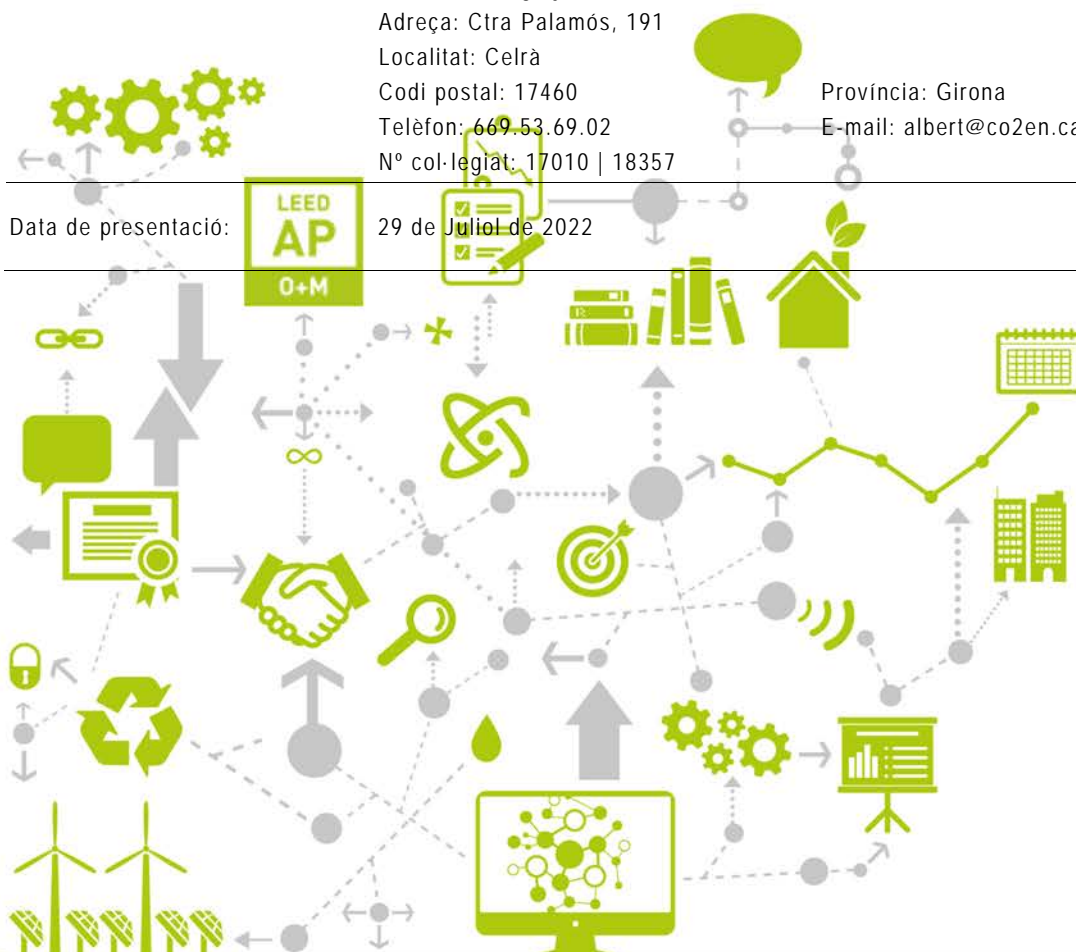 Adreça: Ctra Palamós, 191
Localitat: Celrà
Codi postal: 17460 Província: Girona
Telèfon: 669.53.69.02 E-mail: albert@co2en.ca
Nº col·legiat: 17010 | 18357
Data de presentació: 29 de Juliol de 2022
LEED
AP
O+M